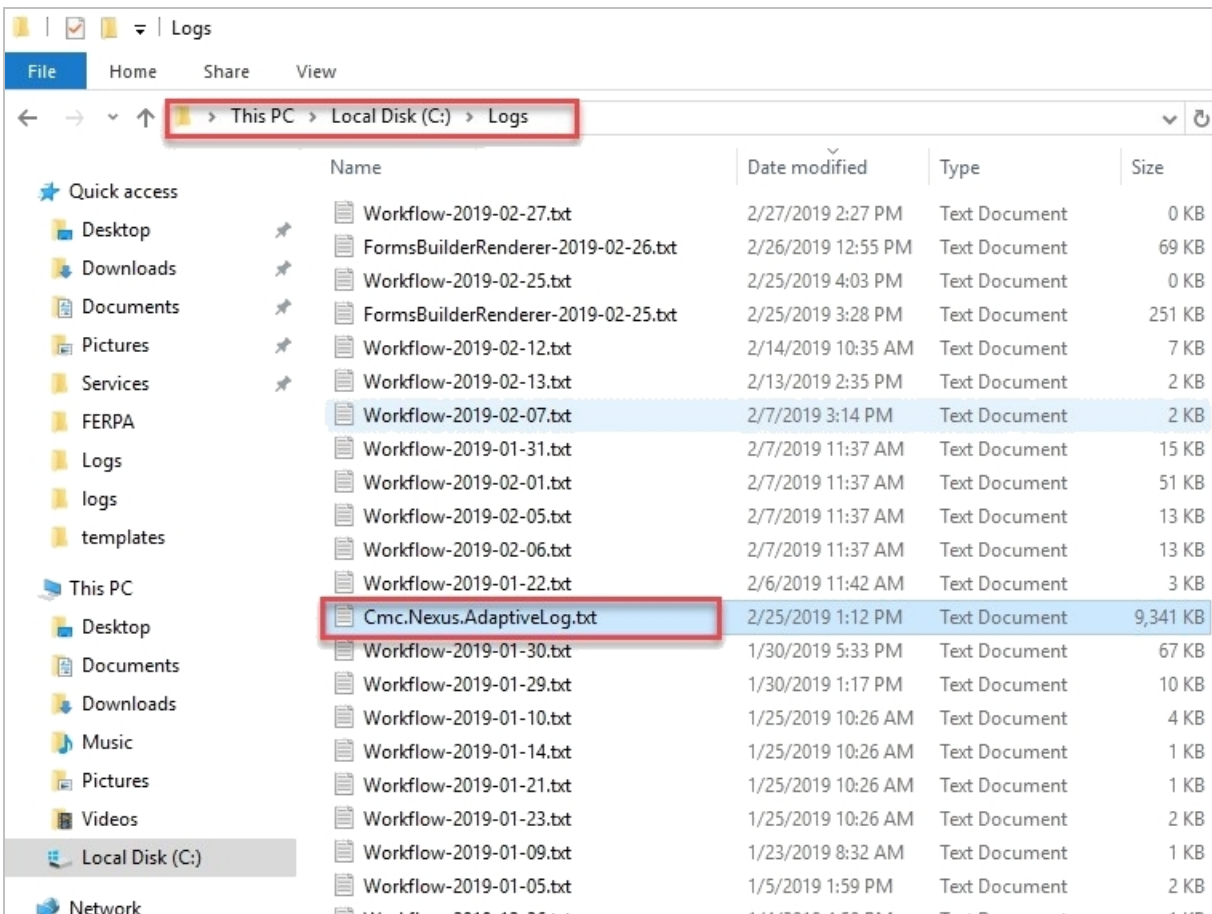 Logs
File Home Share View
This PC > Local Disk (C:) > Logs
Name Date modified Type Size
Quick access
Desktop
Downloads
Documents
Pictures
Services
FERPA
Logs
logs
templates
This PC
Desktop
Documents
Downloads
Music
Pictures
Videos
Local Disk (C:)
Network
Workflow-2019-02-27.txt 2/27/2019 2:27 PM Text Document 0 KB
FormsBuilderRenderer-2019-02-26.txt 2/26/2019 12:55 PM Text Document 69 KB
Workflow-2019-02-25.txt 2/25/2019 4:03 PM Text Document 0 KB
FormsBuilderRenderer-2019-02-25.txt 2/25/2019 3:28 PM Text Document 251 KB
Workflow-2019-02-12.txt 2/14/2019 10:35 AM Text Document 7 KB
Workflow-2019-02-13.txt 2/13/2019 2:35 PM Text Document 2 KB
Workflow-2019-02-07.txt 2/7/2019 3:14 PM Text Document 2 KB
Workflow-2019-01-31.txt 2/7/2019 11:37 AM Text Document 15 KB
Workflow-2019-02-01.txt 2/7/2019 11:37 AM Text Document 51 KB
Workflow-2019-02-05.txt 2/7/2019 11:37 AM Text Document 13 KB
Workflow-2019-02-06.txt 2/7/2019 11:37 AM Text Document 13 KB
Workflow-2019-01-22.txt 2/6/2019 11:42 AM Text Document 3 KB
Cmc.Nexus.AdaptiveLog.txt 2/25/2019 1:12 PM Text Document 9,341 KB
Workflow-2019-01-30.txt 1/30/2019 5:33 PM Text Document 67 KB
Workflow-2019-01-29.txt 1/30/2019 1:17 PM Text Document 10 KB
Workflow-2019-01-10.txt 1/25/2019 10:26 AM Text Document 4 KB
Workflow-2019-01-14.txt 1/25/2019 10:26 AM Text Document 1 KB
Workflow-2019-01-21.txt 1/25/2019 10:26 AM Text Document 1 KB
Workflow-2019-01-23.txt 1/25/2019 10:26 AM Text Document 2 KB
Workflow-2019-01-09.txt 1/23/2019 8:32 AM Text Document 1 KB
Workflow-2019-01-05.txt 1/5/2019 1:59 PM Text Document 2 KB